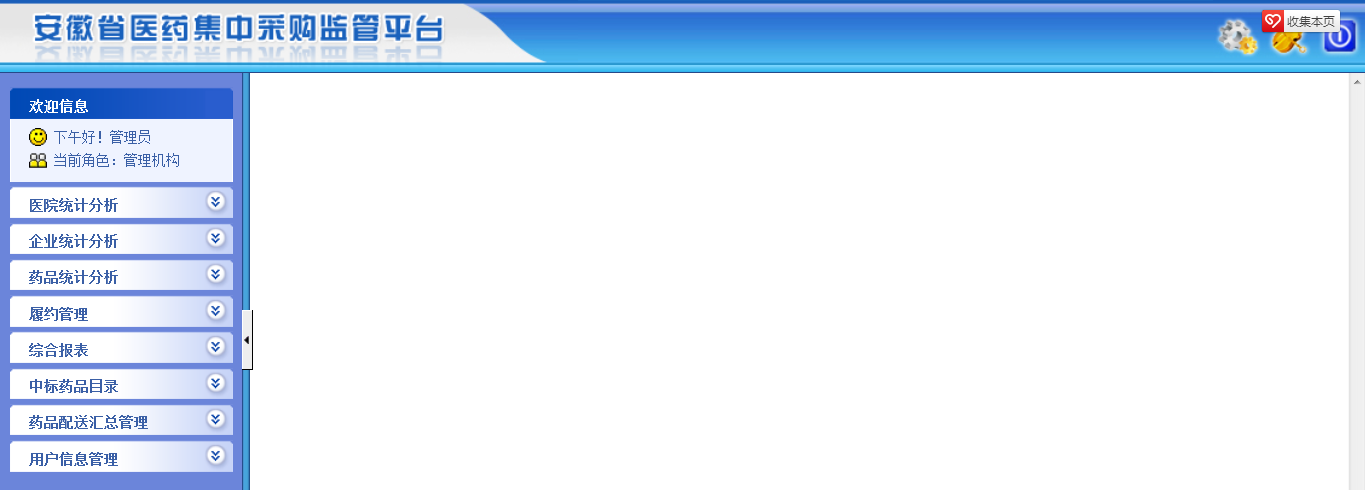 安徽省医药集中采购监管平台
收集本页
欢迎信息
下午好！管理员
当前角色：管理机构
医院统计分析
企业统计分析
药品统计分析
履约管理
综合报表
中标药品目录
药品配送汇总管理
用户信息管理